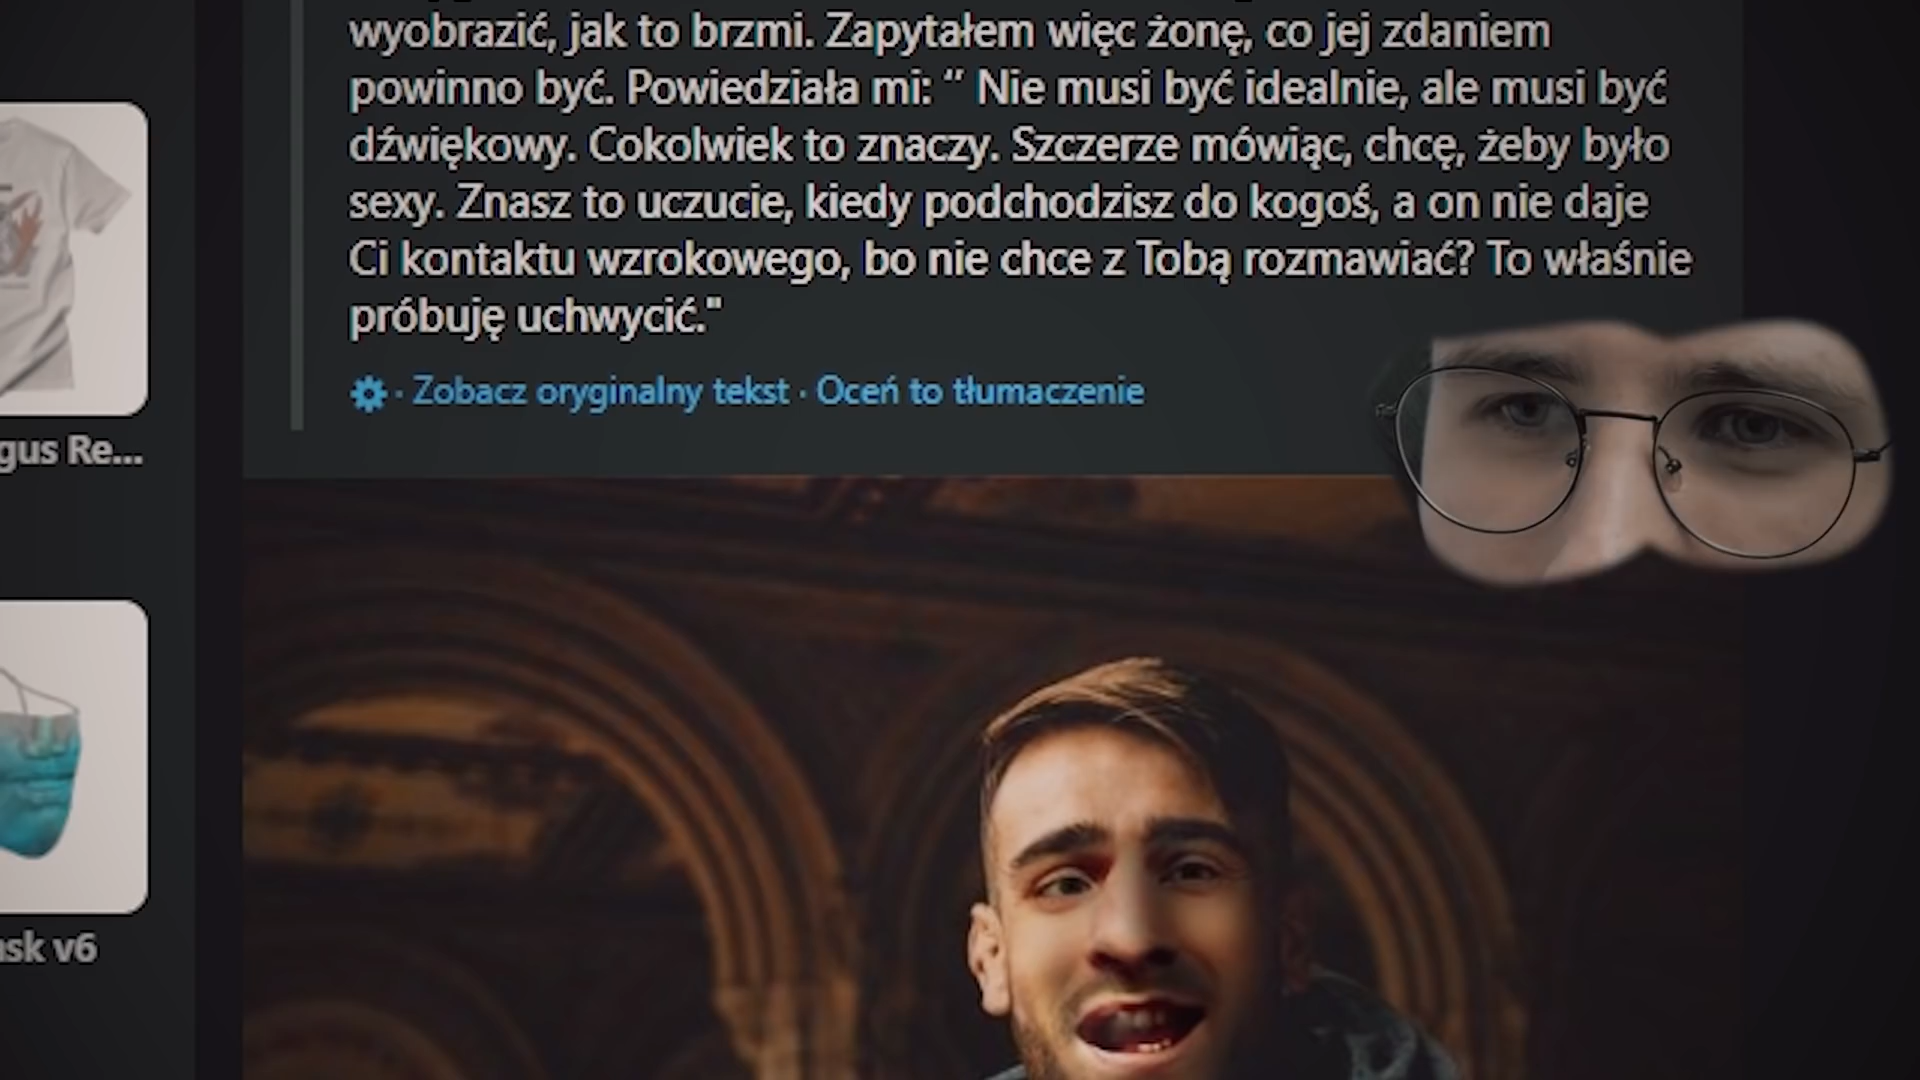 wyobrazić, jak to brzmi. Zapytałem więc żonę, co jej zdaniem
powinno być. Powiedziała mi: “ Nie musi być idealnie, ale musi być
dźwiękowy. Cokolwiek to znaczy. Szczerze mówiąc, chcę, żeby było
sexy. Znasz to uczucie, kiedy podchodzisz do kogoś, a on nie daje
Ci kontaktu wzrokowego, bo nie chce z Tobą rozmawiać? To właśnie
próbuję uchwycić."
· Zobacz oryginalny tekst · Oceń to tłumaczenie
gus Re...
sk v6